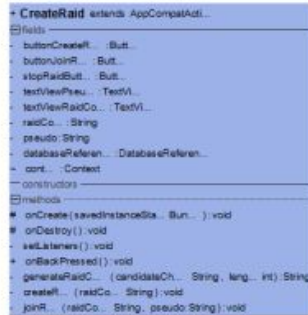 + CreateRaid extends AppCompatActi...
fields
- buttonCreateR... :Butt...
- buttonJoinR... :Butt...
- stopRaidButt... :Butt...
- textViewPseu... :TextVi...
- textViewRaidCo... :TextVi...
- raidCo... :String
- pseudo:String
- databaseReferen... :DatabaseReferen...
- cont... :Context
constructors
methods
# onCreate(savedInstanceSta... Bun... ):void
# onDestroy():void
- setListeners():void
+ onBackPressed():void
- generateRaidC... (candidateCh... String, leng... int):String
- createR... (raidCo... String):void
- joinR... (raidCo... String, pseudo:String):void